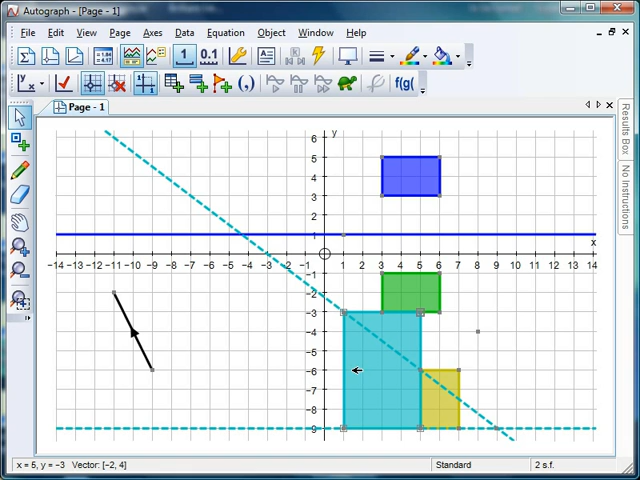 Autograph - [Page - 1]
File Edit View Page Axes Data Equation Object Window Help
1 0.1
y x f(g(
Page - 1
Results Box
No Instructions
y
6
5
4
3
2
1
x
−14 −13 −12 −11 −10 −9 −8 −7 −6 −5 −4 −3 −2 −1 1 2 3 4 5 6 7 8 9 10 11 12 13 14
−1
−2
−3
−4
−5
−6
−7
−8
−9
x = 5, y = −3 Vector: [−2, 4] Standard 2 s.f.